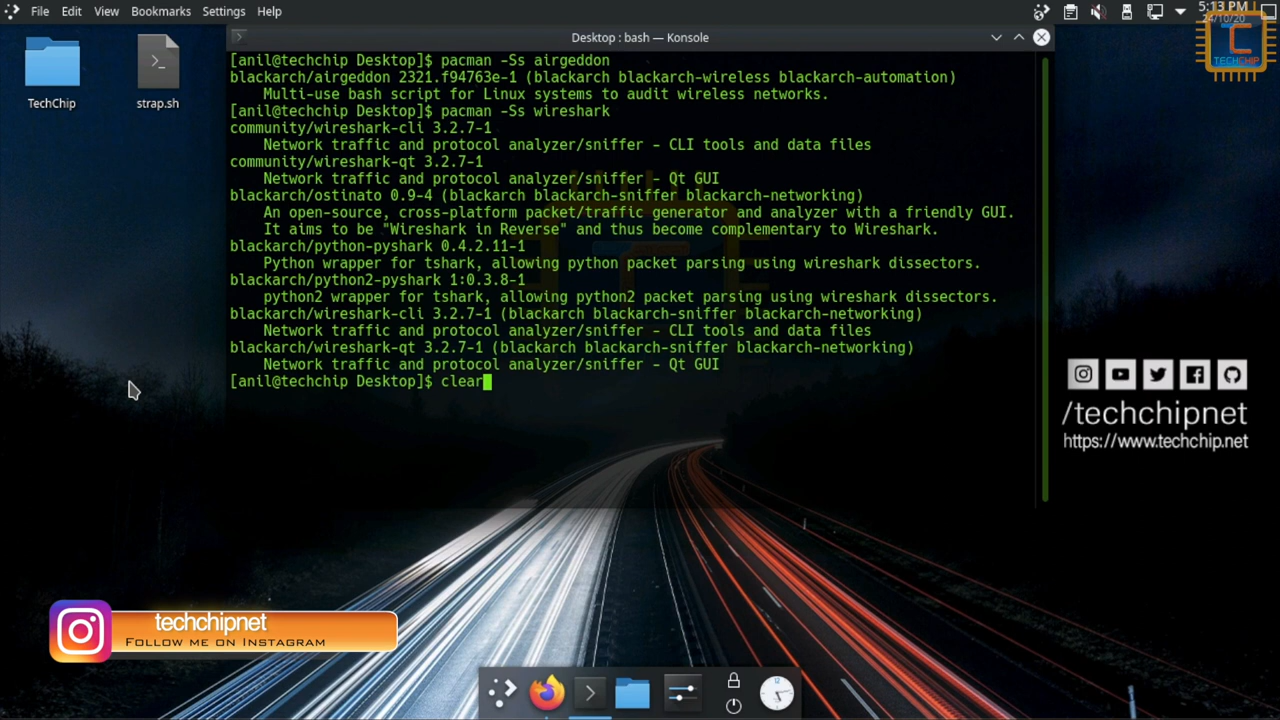 File Edit View Bookmarks Settings Help
5:13 PM
24/10/20
TECHCHIP
TechChip
strap.sh
Desktop : bash — Konsole
[anil@techchip Desktop]$ pacman -Ss airgeddon
blackarch/airgeddon 2321.f94763e-1 (blackarch blackarch-wireless blackarch-automation)
Multi-use bash script for Linux systems to audit wireless networks.
[anil@techchip Desktop]$ pacman -Ss wireshark
community/wireshark-cli 3.2.7-1
Network traffic and protocol analyzer/sniffer - CLI tools and data files
community/wireshark-qt 3.2.7-1
Network traffic and protocol analyzer/sniffer - Qt GUI
blackarch/ostinato 0.9-4 (blackarch blackarch-sniffer blackarch-networking)
An open-source, cross-platform packet/traffic generator and analyzer with a friendly GUI.
It aims to be "Wireshark in Reverse" and thus become complementary to Wireshark.
blackarch/python-pyshark 0.4.2.11-1
Python wrapper for tshark, allowing python packet parsing using wireshark dissectors.
blackarch/python2-pyshark 1:0.3.8-1
python2 wrapper for tshark, allowing python2 packet parsing using wireshark dissectors.
blackarch/wireshark-cli 3.2.7-1 (blackarch blackarch-sniffer blackarch-networking)
Network traffic and protocol analyzer/sniffer - CLI tools and data files
blackarch/wireshark-qt 3.2.7-1 (blackarch blackarch-sniffer blackarch-networking)
Network traffic and protocol analyzer/sniffer - Qt GUI
[anil@techchip Desktop]$ clear
/techchipnet
https://www.techchip.net
techchipnet
Follow me on Instagram
12